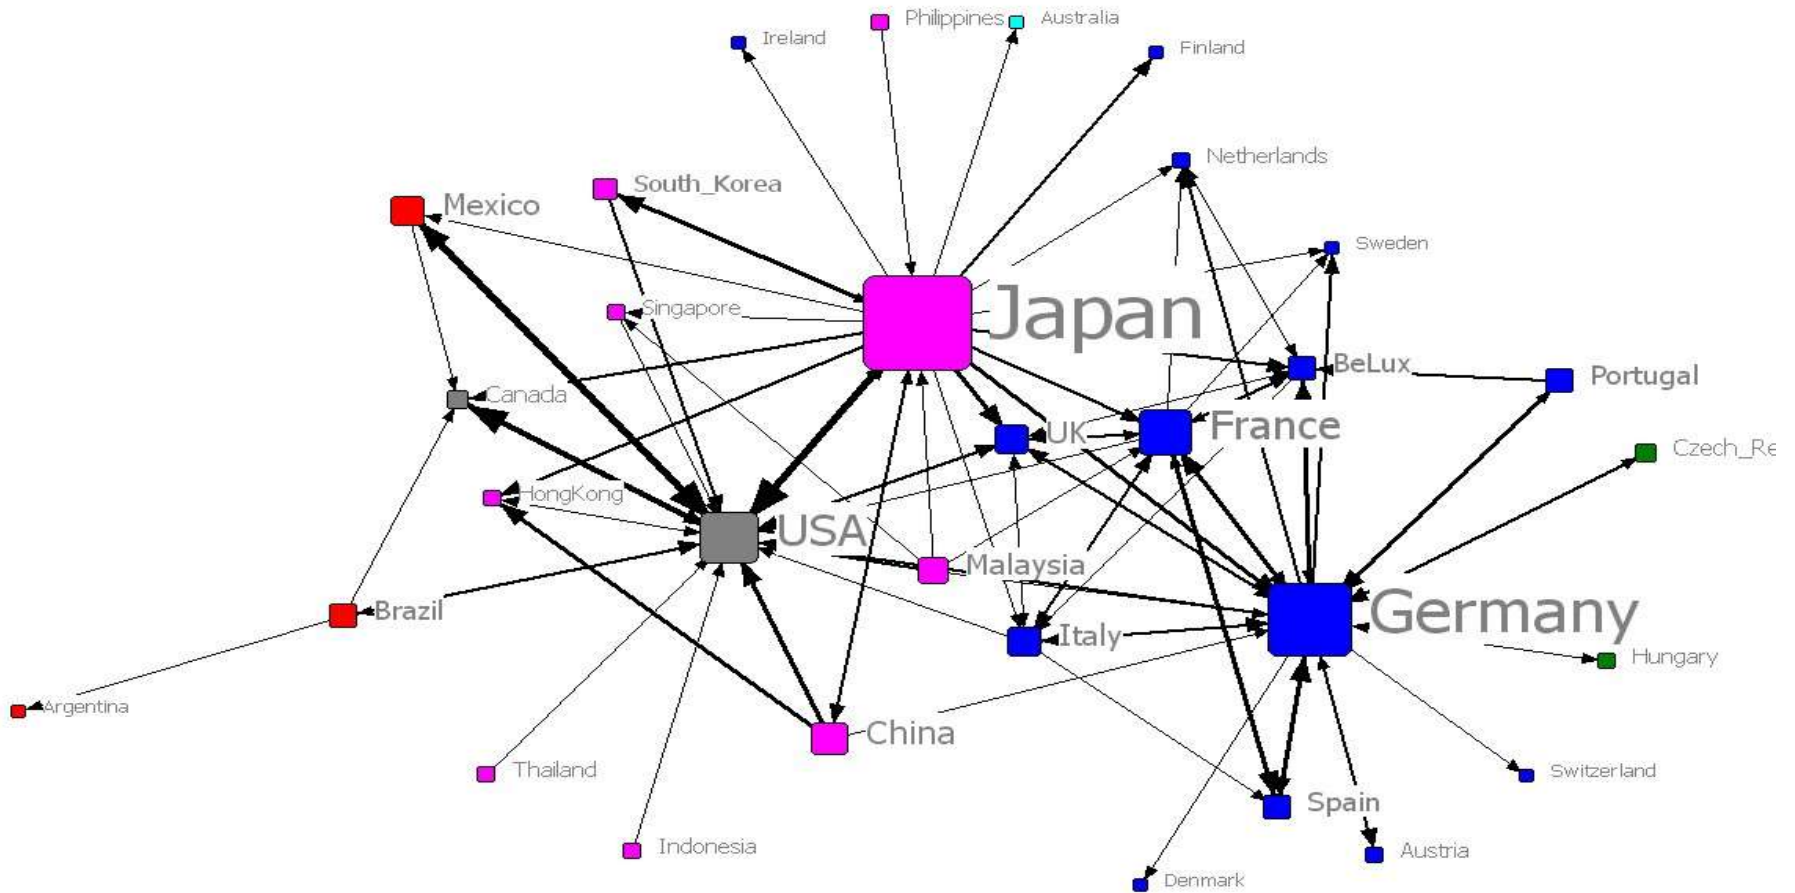 Philippines
Australia
Ireland
Finland
Netherlands
South_Korea
Mexico
Sweden
Singapore
Japan
BeLux
Portugal
Canada
France
UK
Czech_Re
HongKong
USA
Malaysia
Brazil
Germany
Italy
Hungary
Argentina
China
Thailand
Switzerland
Spain
Indonesia
Austria
Denmark